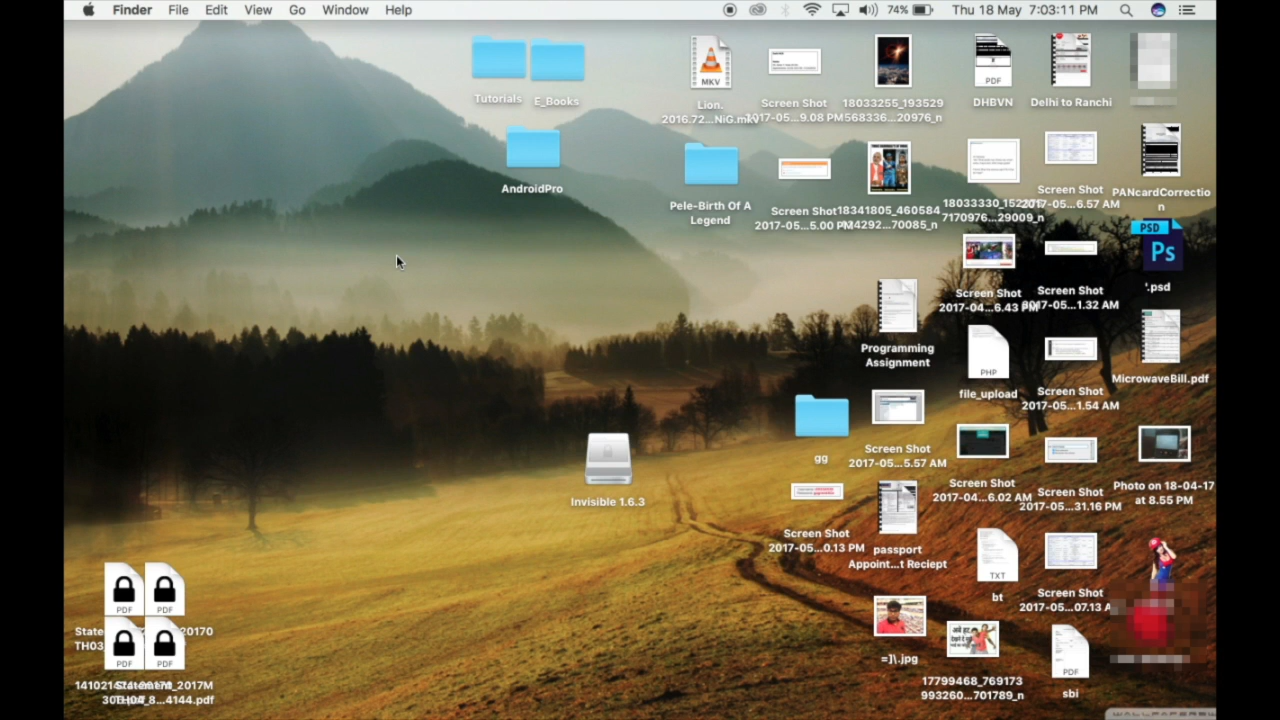 Finder File Edit View Go Window Help 74% Thu 18 May 7:03:11 PM
Tutorials
E_Books
MKV
Lion.
2016.72...NiG.mkv
Screen Shot
2017-05...9.08 PM
18033255_193529
568336...20976_n
PDF
DHBVN
Delhi to Ranchi
AndroidPro
Pele-Birth Of A
Legend
Screen Shot
2017-05...5.00 PM
18341805_460584
...70085_n
7170976...29009_n
Screen Shot
2017-05...6.57 AM
PANcardCorrectio
n
Screen Shot
2017-04...6.43 PM
Screen Shot
2017-05...1.32 AM
PSD
Ps
'.psd
Programming
Assignment
PHP
file_upload
Screen Shot
2017-05...1.54 AM
MicrowaveBill.pdf
gg
Screen Shot
2017-05...5.57 AM
Screen Shot
2017-04...6.02 AM
Screen Shot
2017-05...31.16 PM
Photo on 18-04-17
at 8.55 PM
Invisible 1.6.3
Screen Shot
2017-05...0.13 PM
passport
Appoint...t Reciept
TXT
bt
Screen Shot
2017-05...07.13 A
=]\.jpg
17799468_769173
993260...701789_n
PDF
sbi
PDF PDF
PDF PDF
Statement_2017M
4144.pdf